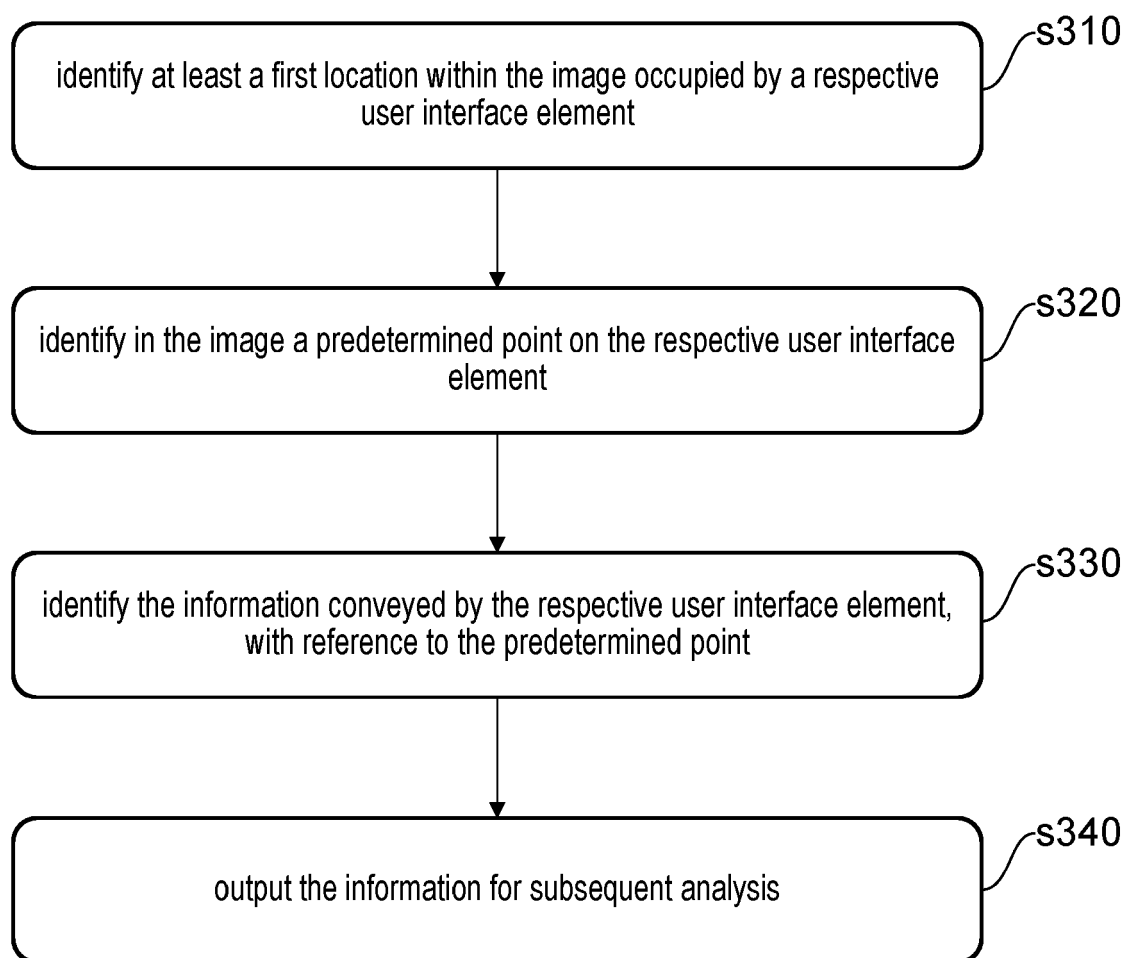 s310
identify at least a first location within the image occupied by a respective
user interface element
s320
identify in the image a predetermined point on the respective user interface
element
s330
identify the information conveyed by the respective user interface element,
with reference to the predetermined point
s340
output the information for subsequent analysis